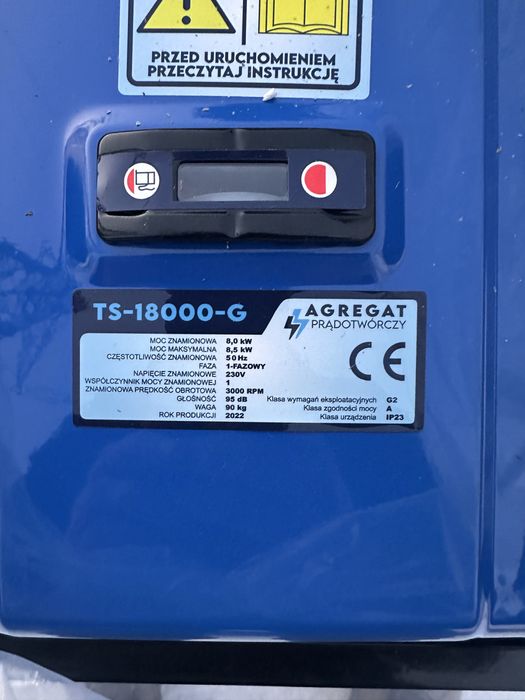 PRZED URUCHOMIENIEM
PRZECZYTAJ INSTRUKCJĘ
TS-18000-G
AGREGAT
PRĄDOTWÓRCZY
MOC ZNAMIONOWA 8,0 kW
MOC MAKSYMALNA 8,5 kW
CZĘSTOTLIWOŚĆ ZNAMIONOWA 50 Hz
FAZA 1-FAZOWY
NAPIĘCIE ZNAMIONOWE 230V
WSPÓŁCZYNNIK MOCY ZNAMIONOWEJ 1
ZNAMIONOWA PRĘDKOŚĆ OBROTOWA 3000 RPM
GŁOŚNOŚĆ 95 dB
WAGA 90 kg
ROK PRODUKCJI 2022
CE
Klasa wymagań eksploatacyjnych G2
Klasa zgodności mocy A
Klasa urządzenia IP23